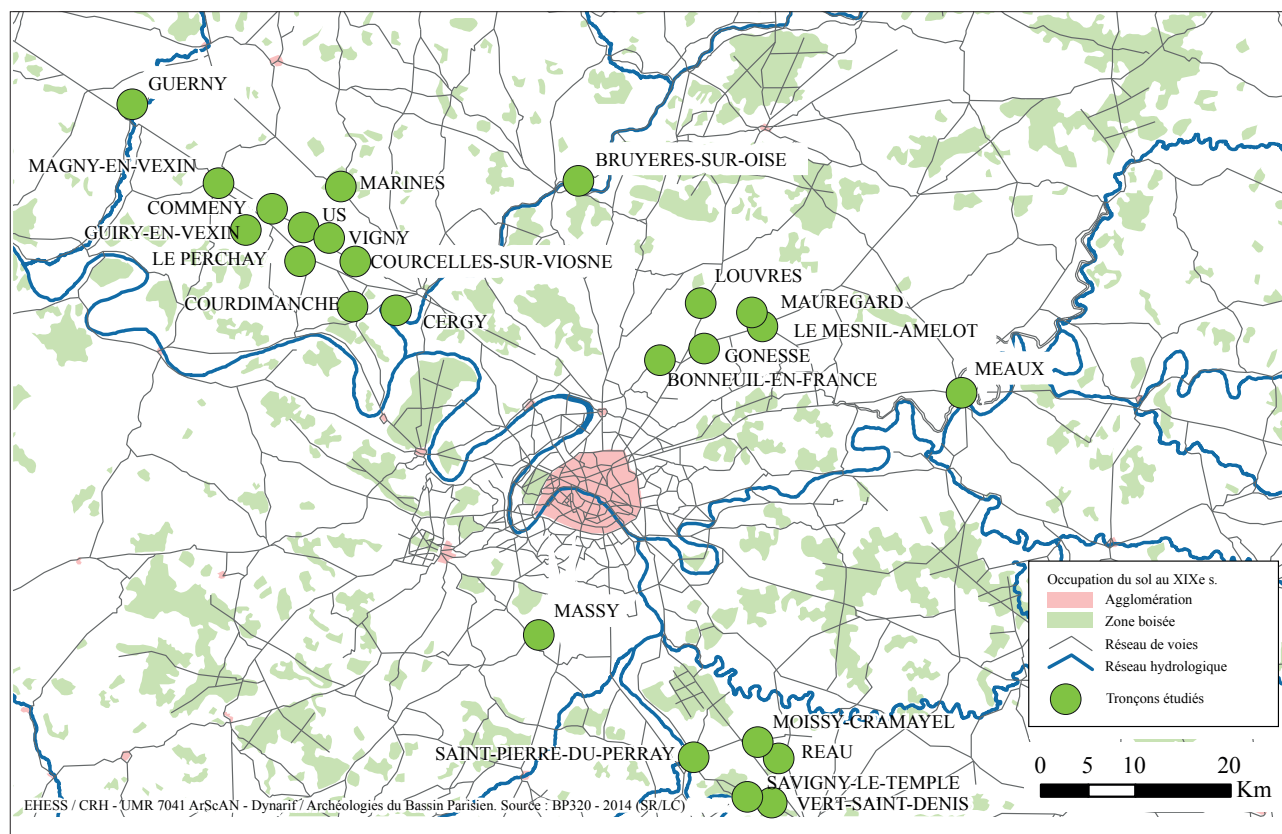 GUERNY
BRUYERES-SUR-OISE
MAGNY-EN-VEXIN
MARINES
COMMENY
US
GUIRY-EN-VEXIN
VIGNY
LE PERCHAY
COURCELLES-SUR-VIOSNE
LOUVRES
COURDIMANCHE
MAUREGARD
CERGY
LE MESNIL-AMELOT
GONESSE
MEAUX
BONNEUIL-EN-FRANCE
Occupation du sol au XIXe s.
Agglomération
Zone boisée
Réseau de voies
Réseau hydrologique
Tronçons étudiés
MASSY
MOISSY-CRAMAYEL
SAINT-PIERRE-DU-PERRAY
REAU
SAVIGNY-LE-TEMPLE
VERT-SAINT-DENIS
0 5 10 20
Km
EHESS / CRH - UMR 7041 ArScAN - Dynarif / Archéologies du Bassin Parisien. Source : BP320 - 2014 (SR/LC)